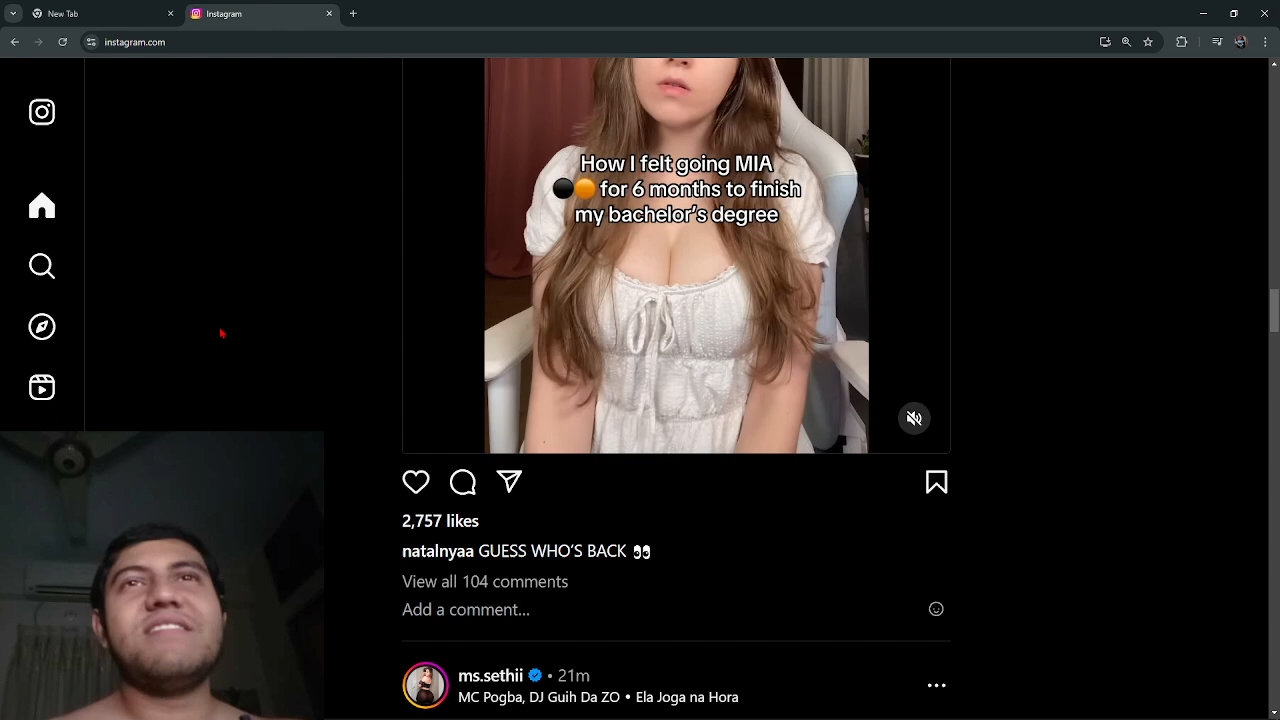 New Tab
Instagram
instagram.com
How I felt going MIA
for 6 months to finish
my bachelor's degree
2,757 likes
natalnyaa GUESS WHO'S BACK 👀
View all 104 comments
Add a comment...
ms.sethii • 21m
MC Pogba, DJ Guih Da ZO • Ela Joga na Hora